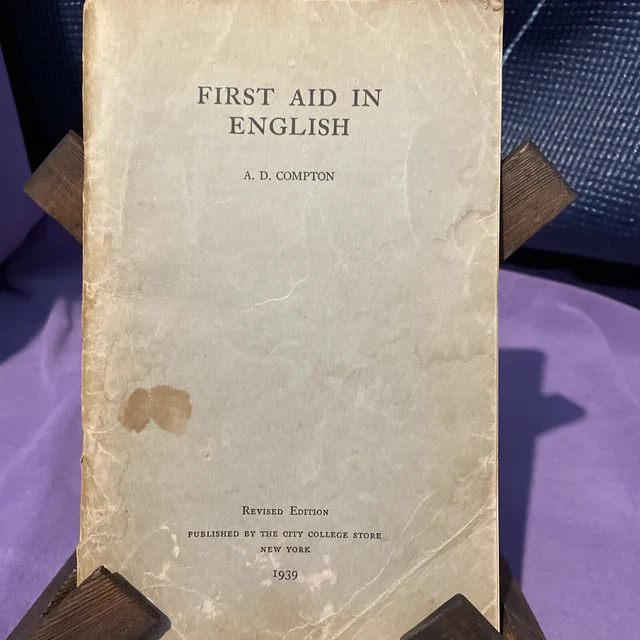 FIRST AID IN
ENGLISH
A. D. COMPTON
Revised Edition
PUBLISHED BY THE CITY COLLEGE STORE
NEW YORK
1939